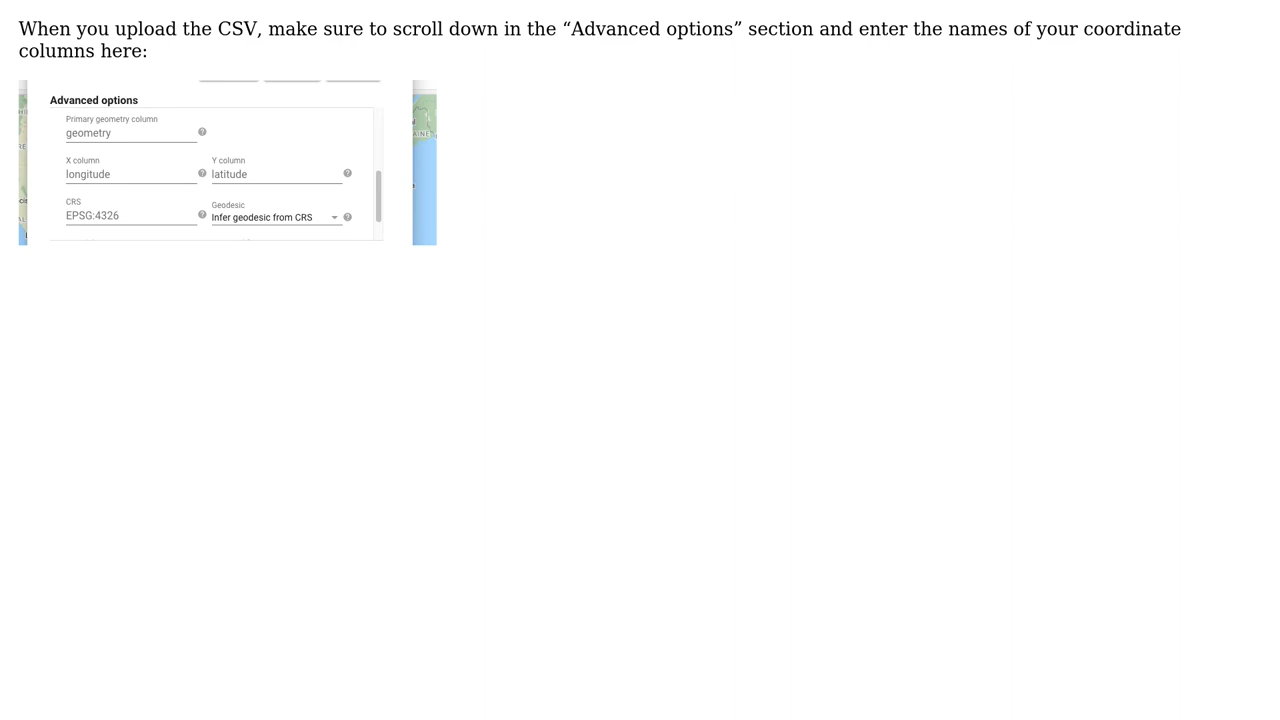 When you upload the CSV, make sure to scroll down in the “Advanced options” section and enter the names of your coordinate
columns here:
Advanced options
Primary geometry column
geometry
X column
Y column
longitude
latitude
CRS
Geodesic
EPSG:4326
Infer geodesic from CRS